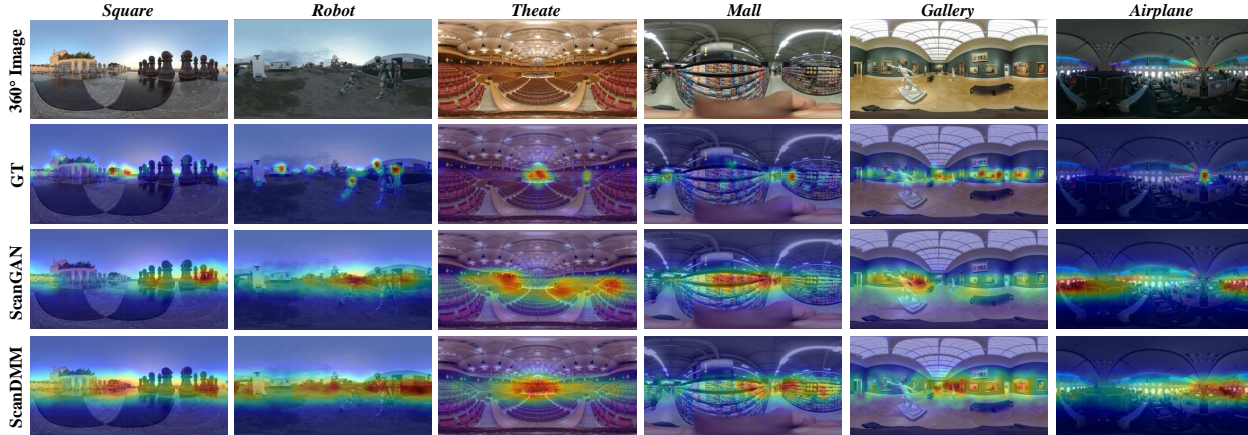 Square Robot Theate Mall Gallery Airplane
360° Image
GT
ScanGAN
ScanDMM